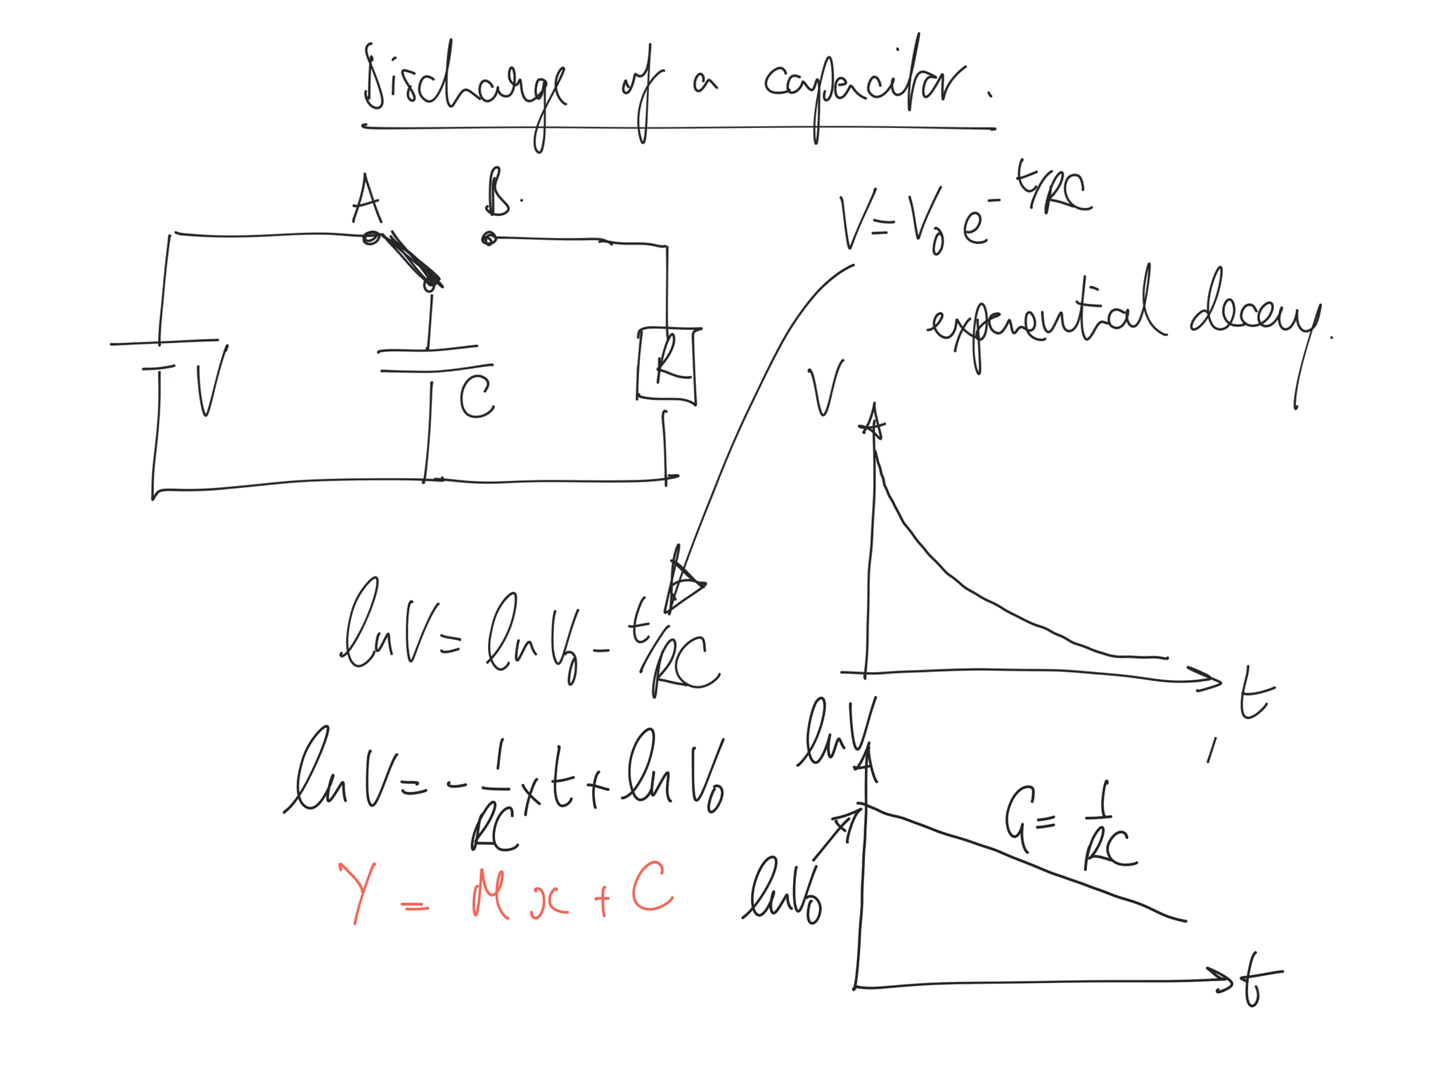 Discharge of a capacitor.
A
B.
V = V₀ e^-t/RC
exponential decay.
V
C
R
V
t
ln V = ln V₀ - t/RC
ln V = - 1/RC x t + ln V₀
Y = M x + C
ln V
G = 1/RC
ln V₀
t